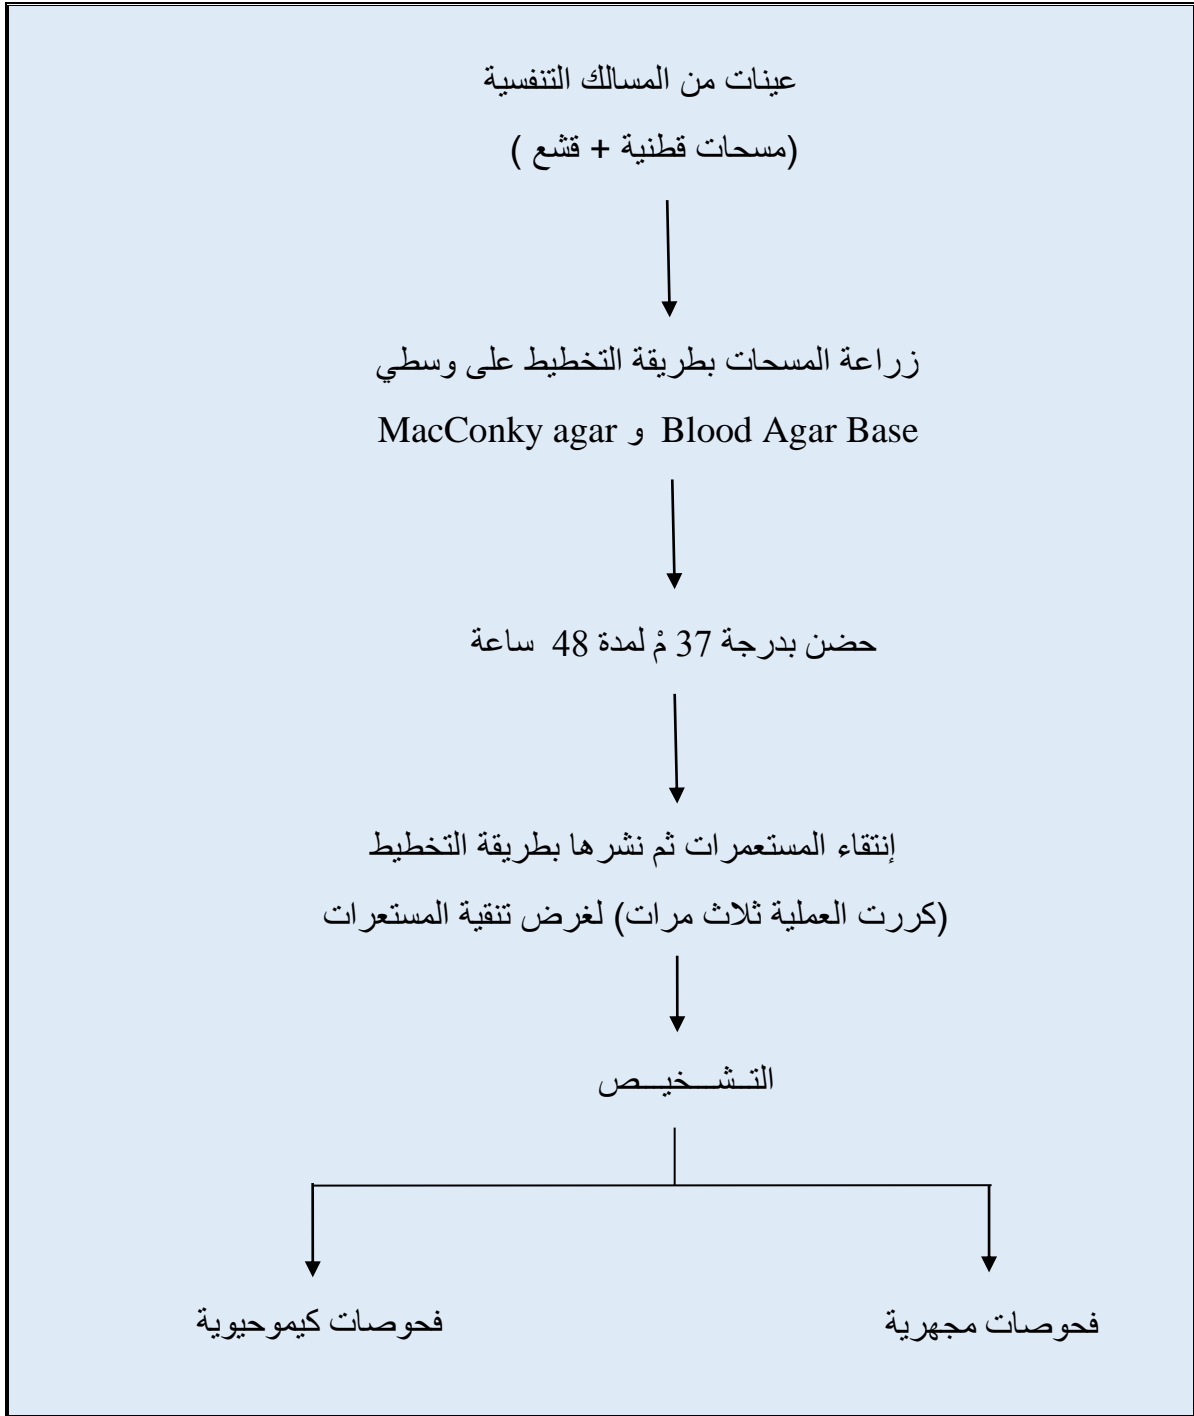 عينات من المسالك التنفسية
(مسحات قطنية + قشع )
زراعة المسحات بطريقة التخطيط على وسطي
MacConky agar و Blood Agar Base
حضن بدرجة 37 مْ لمدة 48 ساعة
إنتقاء المستعمرات ثم نشرها بطريقة التخطيط
(كررت العملية ثلاث مرات) لغرض تنقية المستعرات
التـشـــخيـــص
فحوصات مجهرية
فحوصات كيموحيوية